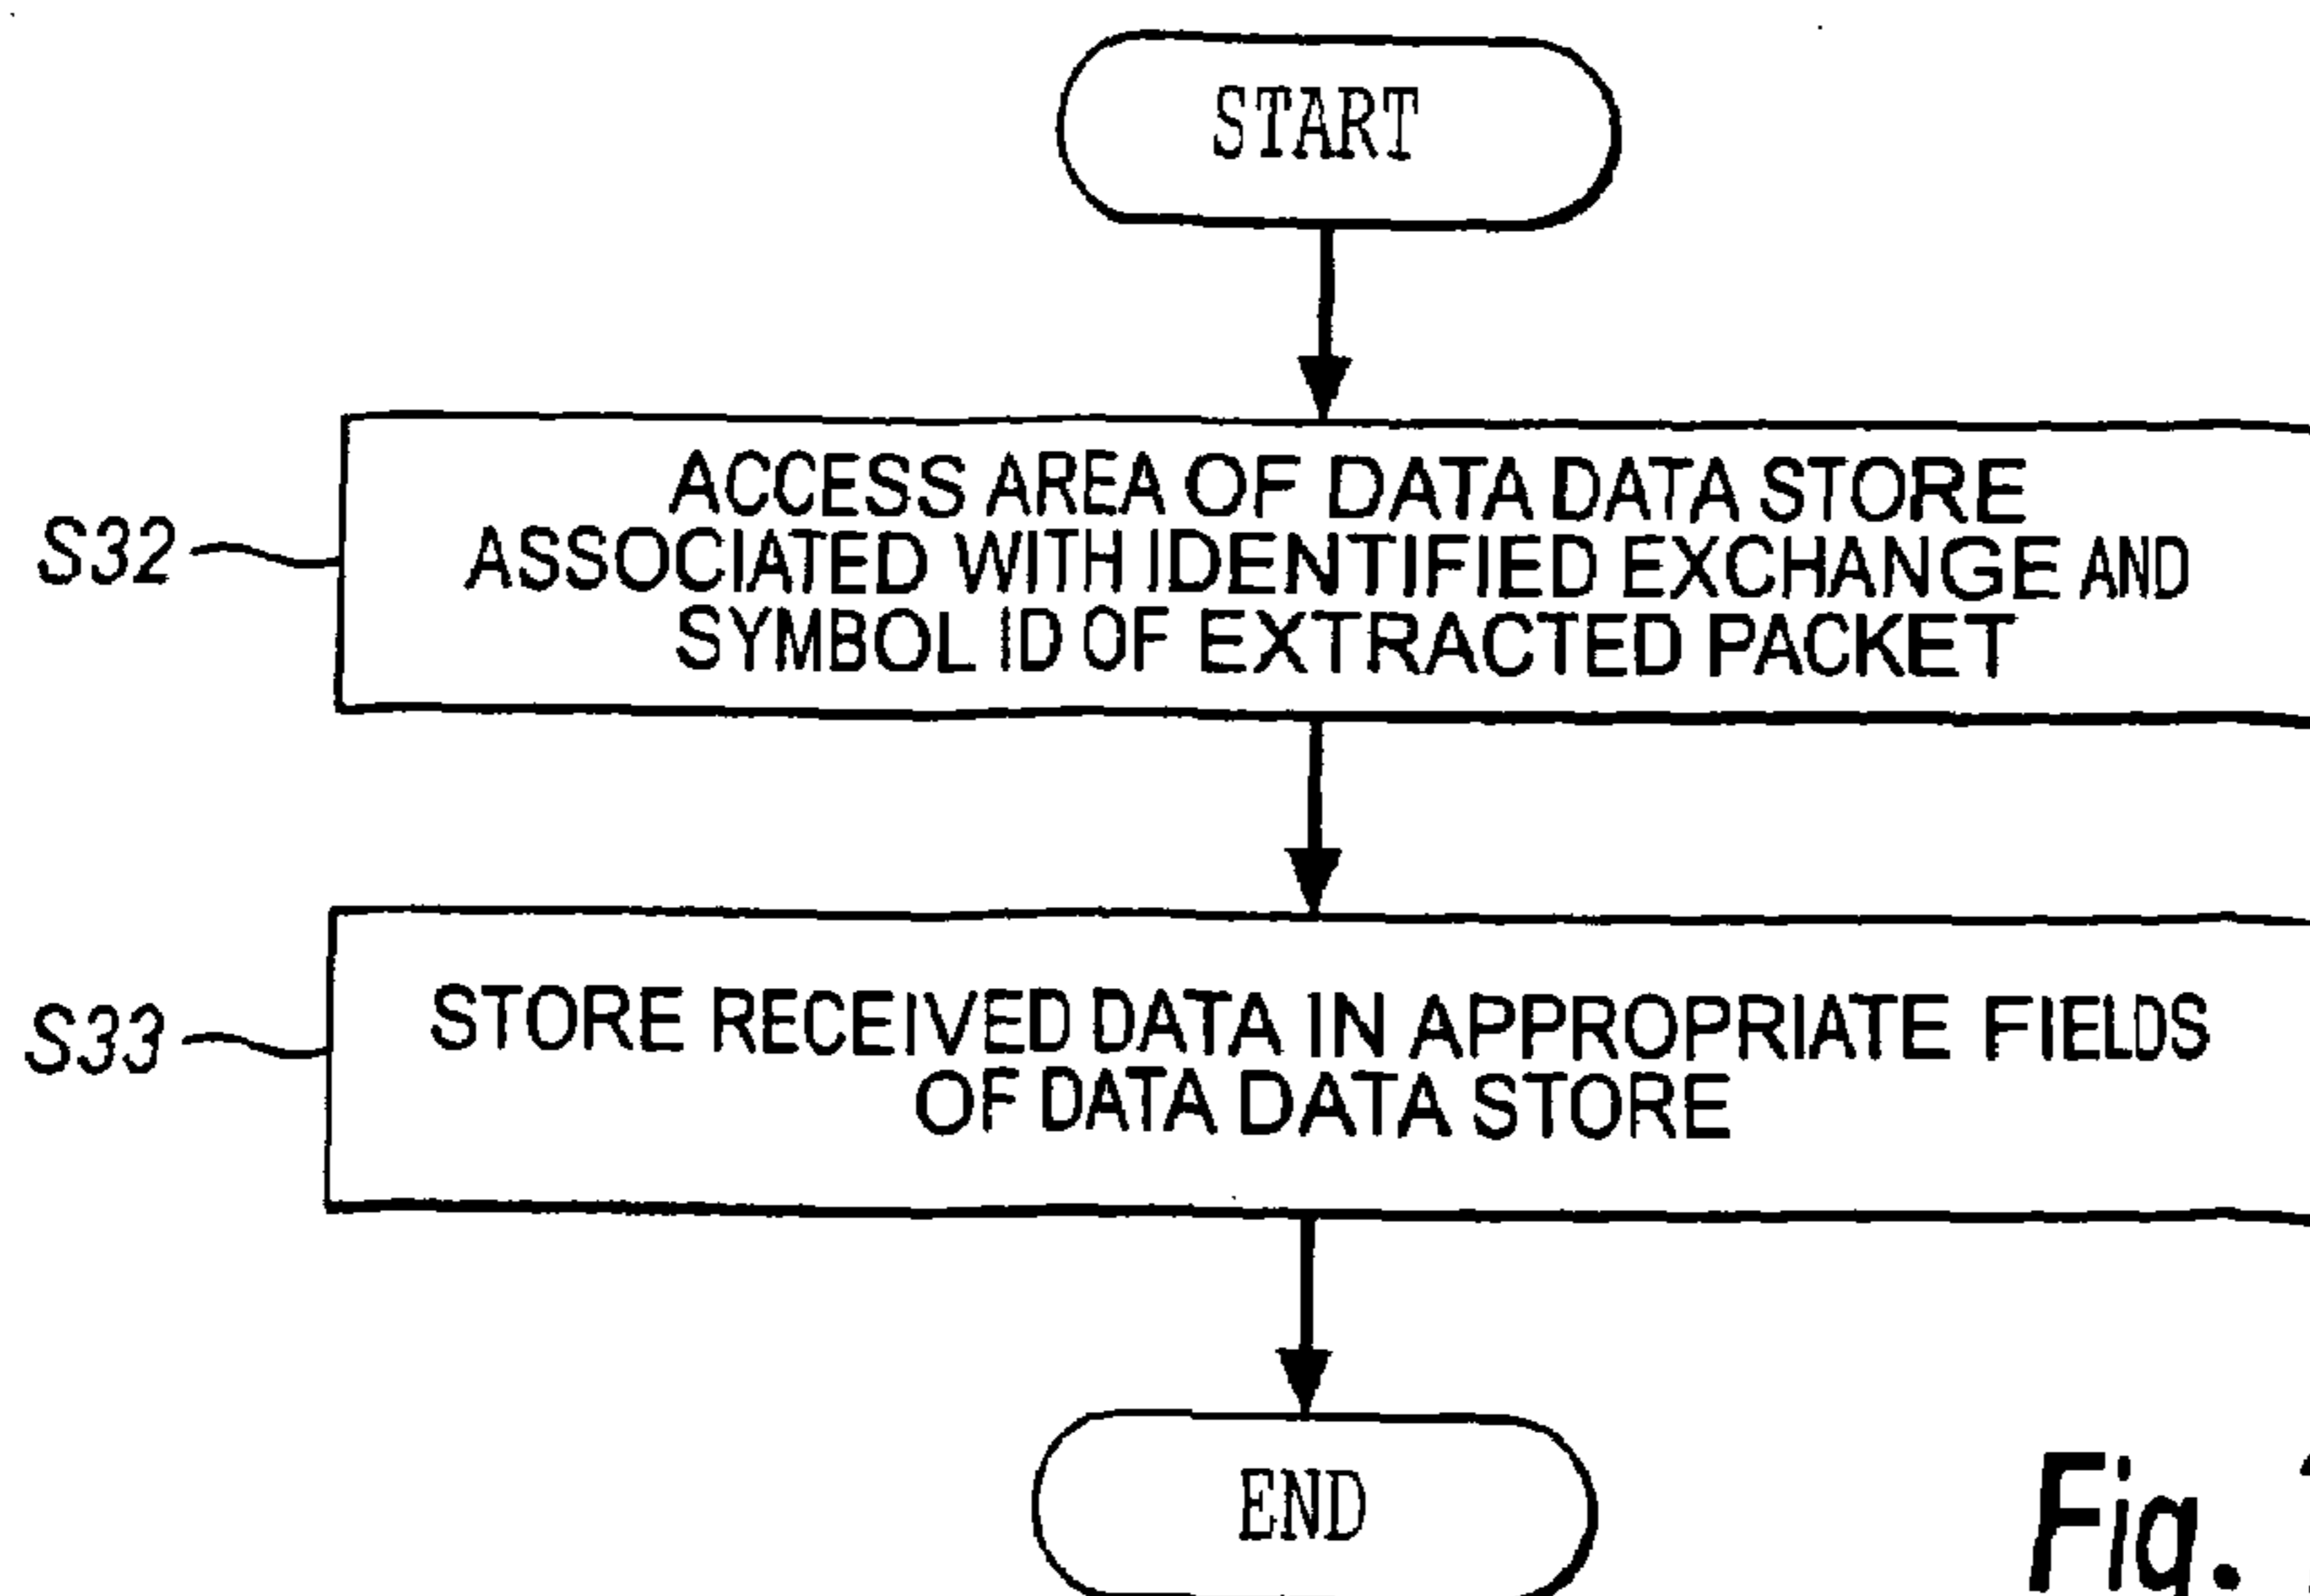 START
S32
ACCESS AREA OF DATA DATA STORE
ASSOCIATED WITH IDENTIFIED EXCHANGE AND
SYMBOL ID OF EXTRACTED PACKET
S33
STORE RECEIVED DATA IN APPROPRIATE FIELDS
OF DATA DATA STORE
END
Fig.